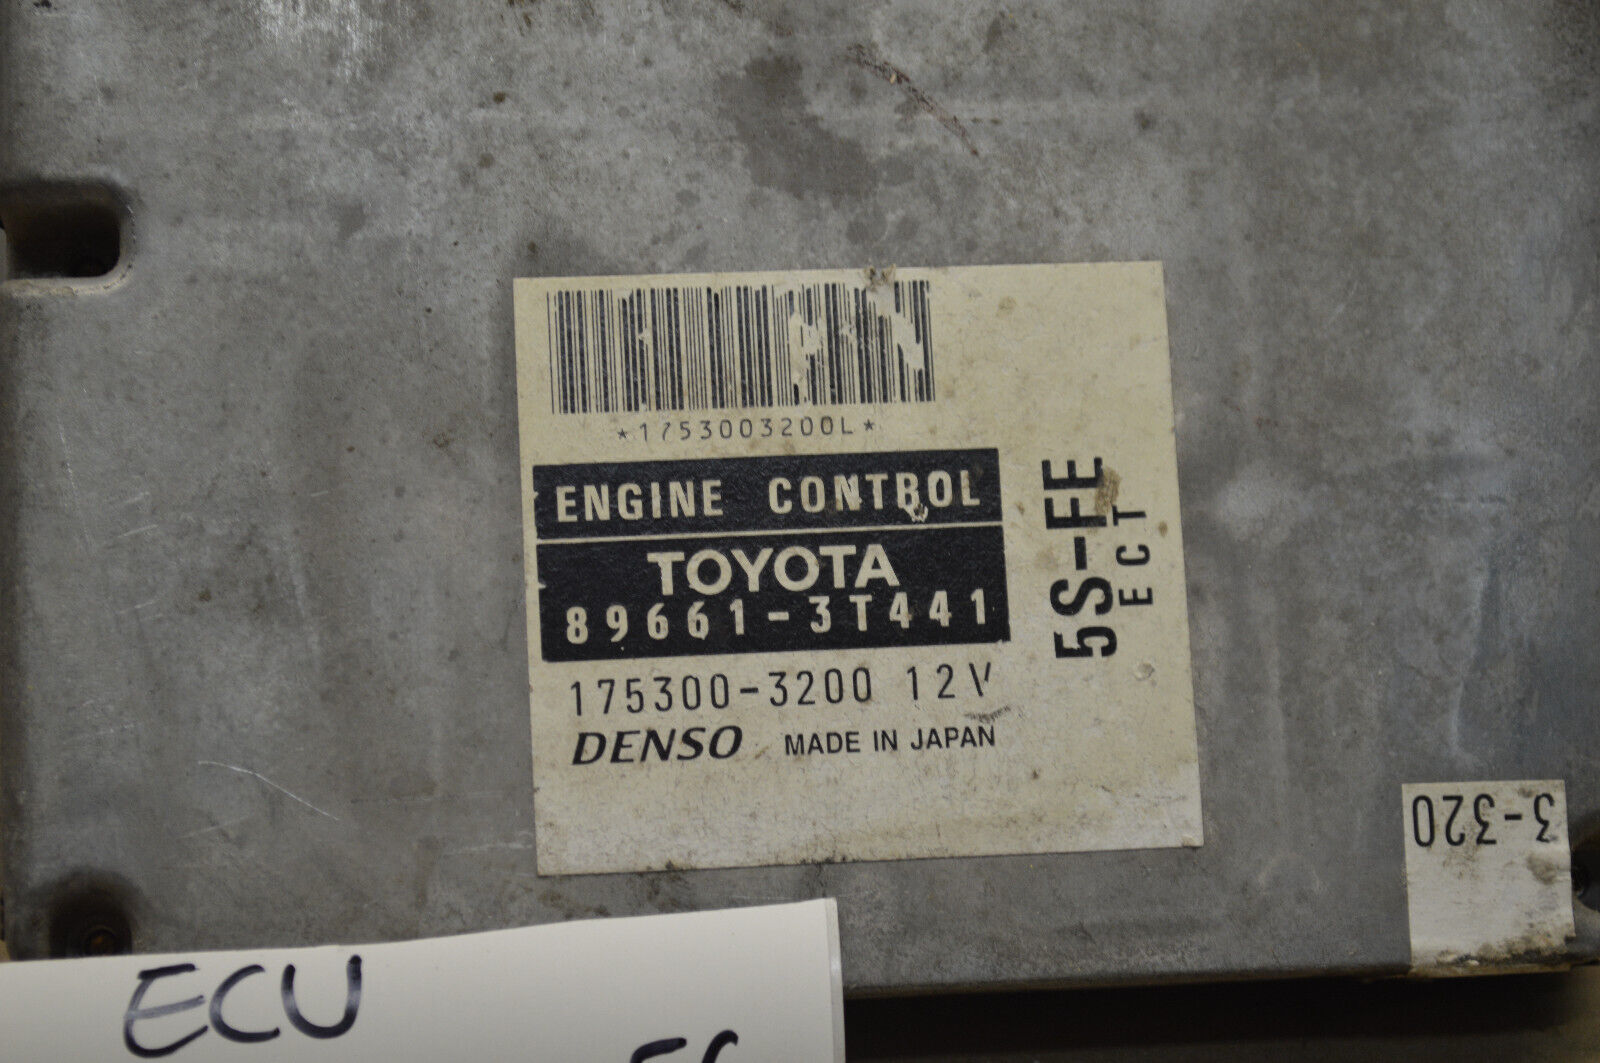 *1753003200L*
ENGINE CONTROL
TOYOTA
89661-3T441
175300-3200 12V
DENSO MADE IN JAPAN
5S-FE
ECT
3-320
ECU